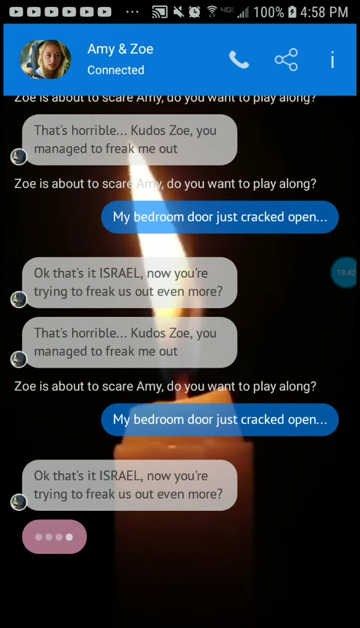 100% 4:58 PM
Amy & Zoe
Connected
i
Zoe is about to scare Amy, do you want to play along?
That's horrible... Kudos Zoe, you
managed to freak me out
Zoe is about to scare Amy, do you want to play along?
My bedroom door just cracked open...
Ok that's it ISRAEL, now you're
trying to freak us out even more?
19:42
That's horrible... Kudos Zoe, you
managed to freak me out
Zoe is about to scare Amy, do you want to play along?
My bedroom door just cracked open...
Ok that's it ISRAEL, now you're
trying to freak us out even more?